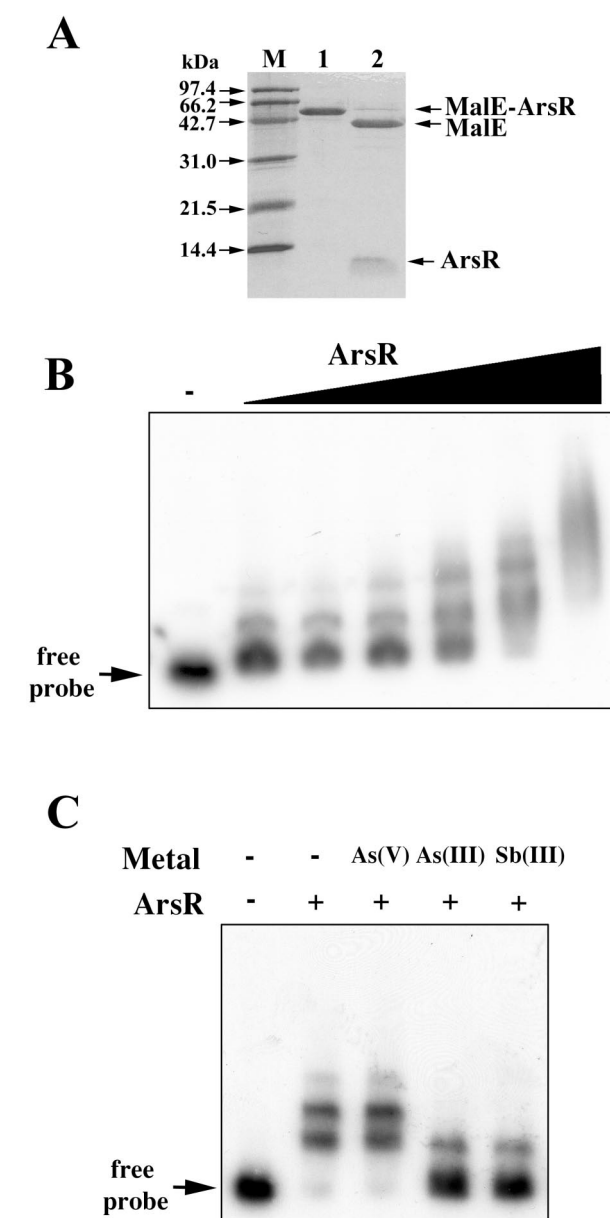 A
kDa M 1 2
97.4
66.2
42.7
31.0
21.5
14.4
MalE-ArsR
MalE
ArsR
B
ArsR
-
free
probe
C
Metal - - As(V) As(III) Sb(III)
ArsR - + + + +
free
probe